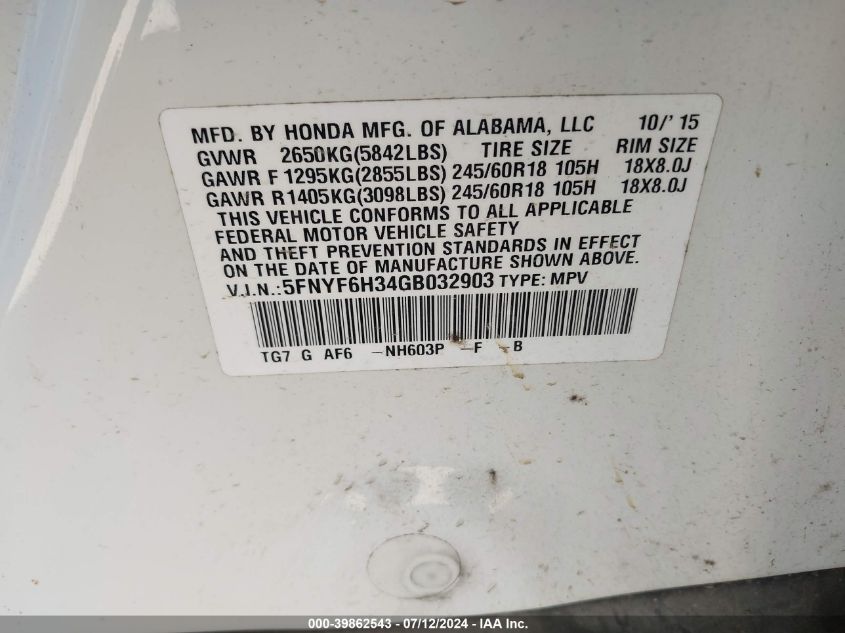 MFD. BY HONDA MFG. OF ALABAMA, LLC 10/'15
GVWR 2650KG(5842LBS) TIRE SIZE RIM SIZE
GAWR F 1295KG(2855LBS) 245/60R18 105H 18X8.0J
GAWR R 1405KG(3098LBS) 245/60R18 105H 18X8.0J
THIS VEHICLE CONFORMS TO ALL APPLICABLE
FEDERAL MOTOR VEHICLE SAFETY
AND THEFT PREVENTION STANDARDS IN EFFECT
ON THE DATE OF MANUFACTURE SHOWN ABOVE.
V.I.N.:5FNYF6H34GB032903 TYPE: MPV
TG7 G AF6 -NH603P -F -B
000-39862543 - 07/12/2024 - IAA Inc.